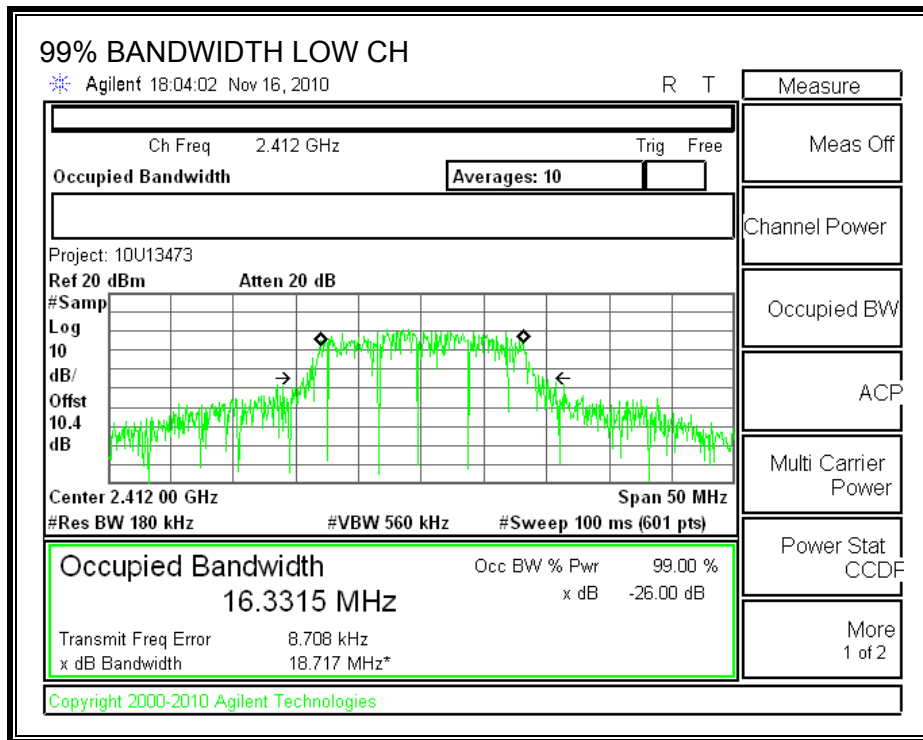 99% BANDWIDTH LOW CH
Agilent 18:04:02 Nov 16, 2010 R T
Measure
Ch Freq 2.412 GHz Trig Free
Meas Off
Occupied Bandwidth Averages: 10
Channel Power
Project: 10U13473
Ref 20 dBm Atten 20 dB
#Samp
Log
10
dB/
Offst
10.4
dB
Occupied BW
ACP
Multi Carrier
Power
Center 2.412 00 GHz Span 50 MHz
#Res BW 180 kHz #VBW 560 kHz #Sweep 100 ms (601 pts)
Power Stat
CCDF
Occupied Bandwidth Occ BW % Pwr 99.00 %
16.3315 MHz x dB -26.00 dB
Transmit Freq Error 8.708 kHz
x dB Bandwidth 18.717 MHz*
More
1 of 2
Copyright 2000-2010 Agilent Technologies